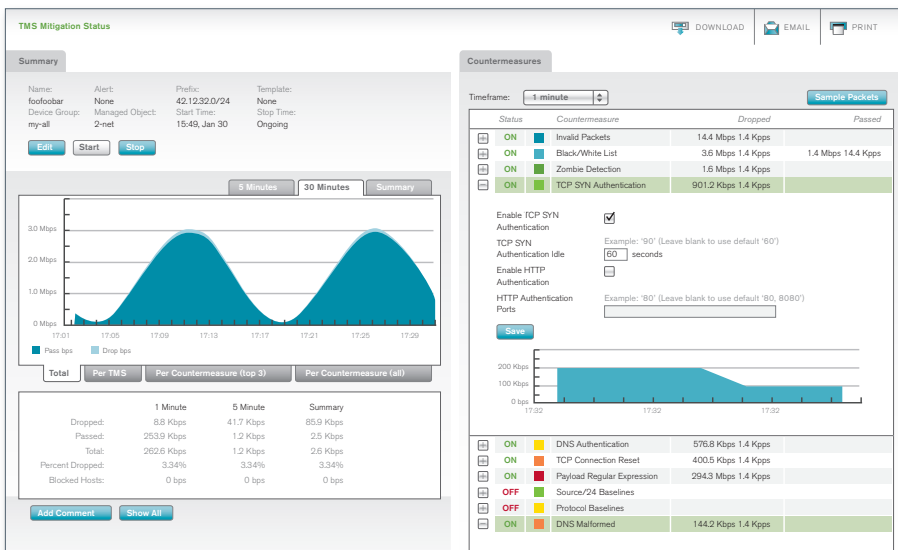 TMS Mitigation Status
DOWNLOAD
EMAIL
PRINT
Summary
Name: Alert: Prefix: Template:
foofoobar None 42.12.32.0/24 None
Device Group: Managed Object: Start Time: Stop Time:
my-all 2-net 15:49, Jan 30 Ongoing
Edit Start Stop
5 Minutes 30 Minutes Summary
3.0 Mbps
2.0 Mbps
1.0 Mbps
0 Mbps
17:01 17:05 17:09 17:13 17:17 17:21 17:25 17:29
Pass bps Drop bps
Total Per TMS Per Countermeasure (top 3) Per Countermeasure (all)
1 Minute 5 Minute Summary
Dropped: 8.8 Kbps 41.7 Kbps 85.9 Kbps
Passed: 253.9 Kbps 1.2 Kbps 2.5 Kbps
Total: 262.6 Kbps 1.2 Kbps 2.6 Kbps
Percent Dropped: 3.34% 3.34% 3.34%
Blocked Hosts: 0 bps 0 bps 0 bps
Add Comment Show All
Countermeasures
Timeframe: 1 minute Sample Packets
Status Countermeasure Dropped Passed
ON Invalid Packets 14.4 Mbps 1.4 Kpps
ON Black/White List 3.6 Mbps 1.4 Kpps 1.4 Mbps 14.4 Kpps
ON Zombie Detection 1.6 Mbps 1.4 Kpps
ON TCP SYN Authentication 901.2 Kbps 1.4 Kpps
Enable TCP SYN
Authentication
TCP SYN Example: '90' (Leave blank to use default '60')
Authentication Idle 60 seconds
Enable HTTP
Authentication
HTTP Authentication Example: '80' (Leave blank to use default '80, 8080')
Ports
Save
200 Kbps
100 Kbps
0 bps
17:32 17:32 17:32
ON DNS Authentication 576.8 Kbps 1.4 Kpps
ON TCP Connection Reset 400.5 Kbps 1.4 Kpps
ON Payload Regular Expression 294.3 Mbps 1.4 Kpps
OFF Source/24 Baselines
OFF Protocol Baselines
ON DNS Malformed 144.2 Kbps 1.4 Kpps